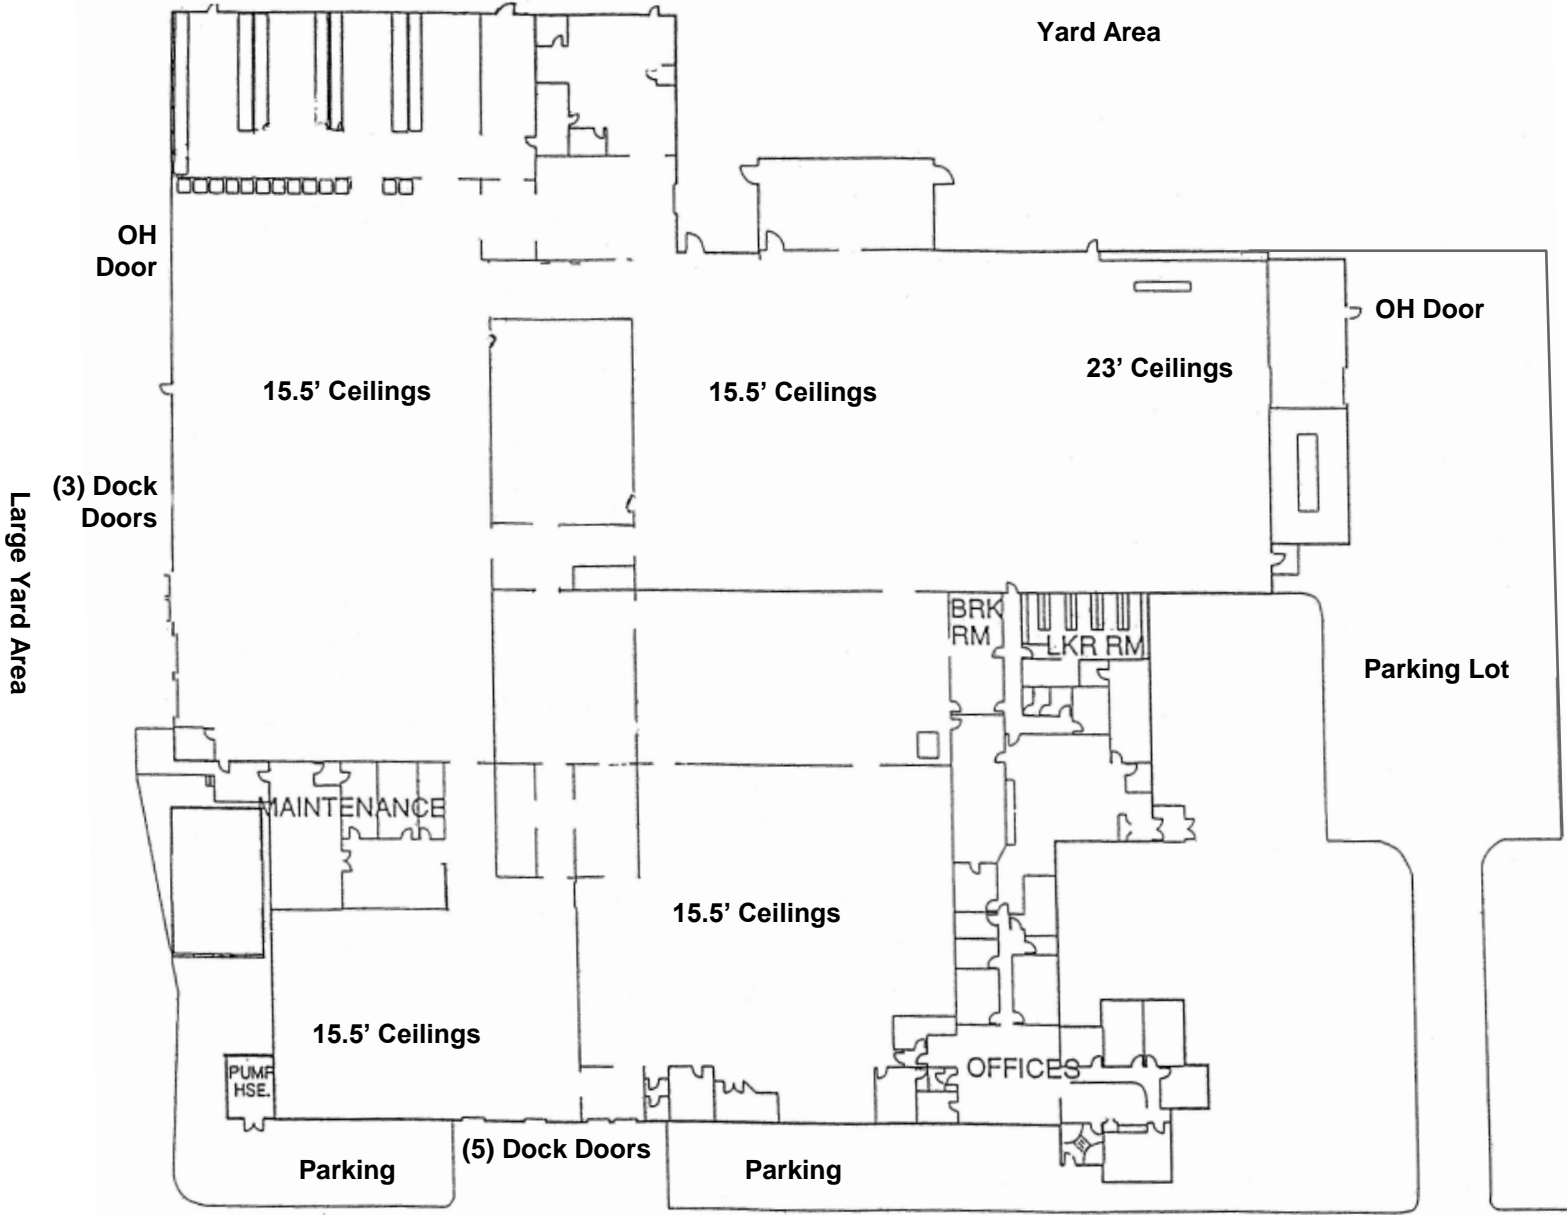 Yard Area
OH
Door
OH Door
23’ Ceilings
15.5’ Ceilings
15.5’ Ceilings
(3) Dock
Doors
Large Yard Area
BRK
RM
LKR RM
Parking Lot
MAINTENANCE
15.5’ Ceilings
15.5’ Ceilings
OFFICES
PUMP
HSE.
(5) Dock Doors
Parking
Parking